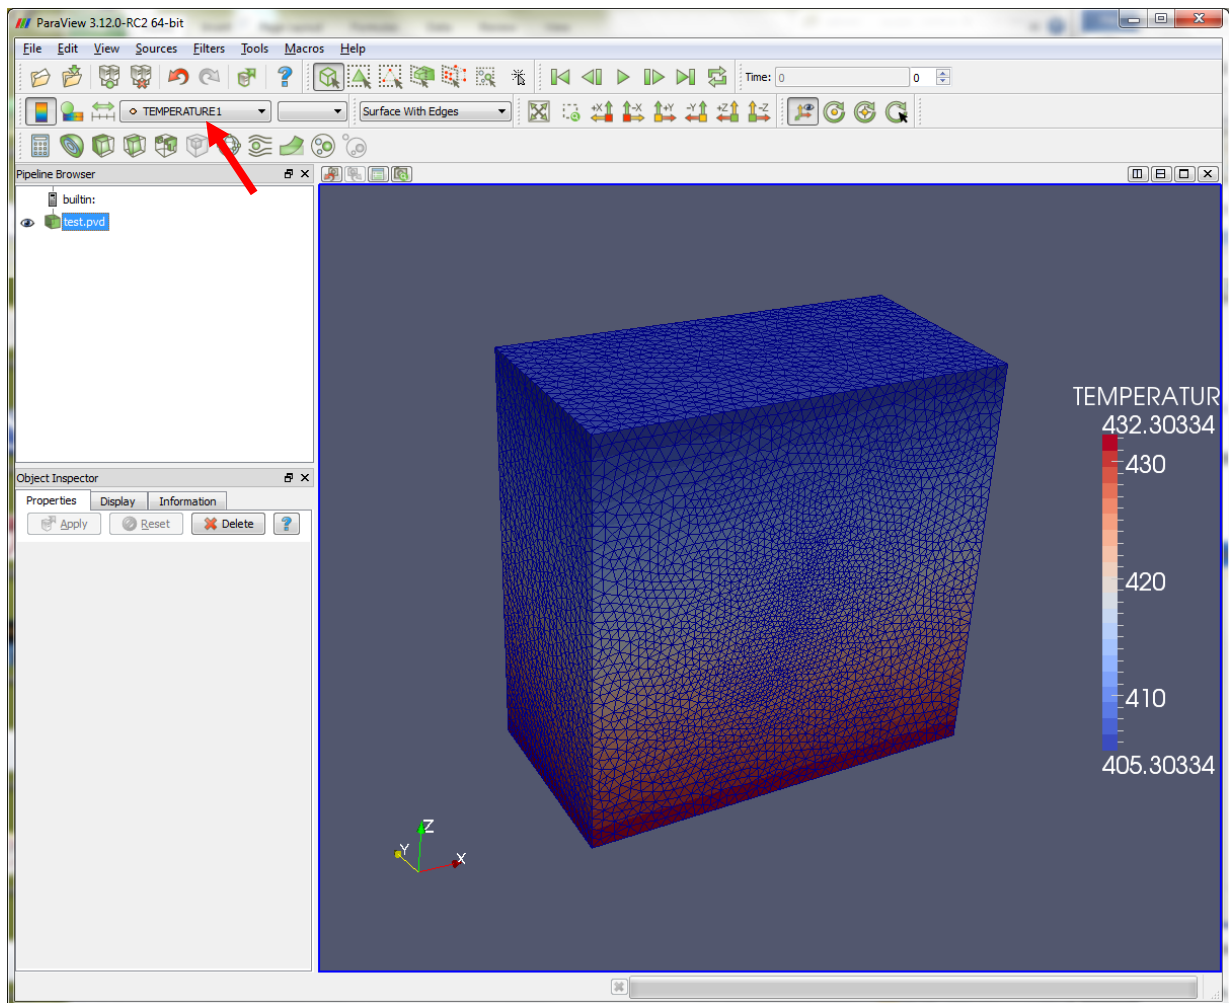 ParaView 3.12.0-RC2 64-bit
File Edit View Sources Filters Tools Macros Help
Time: 0 0
TEMPERATURE1 Surface With Edges
Pipeline Browser
builtin:
test.pvd
Object Inspector
Properties Display Information
Apply Reset Delete
TEMPERATUR
432.30334
430
420
410
405.30334
Z
Y
X